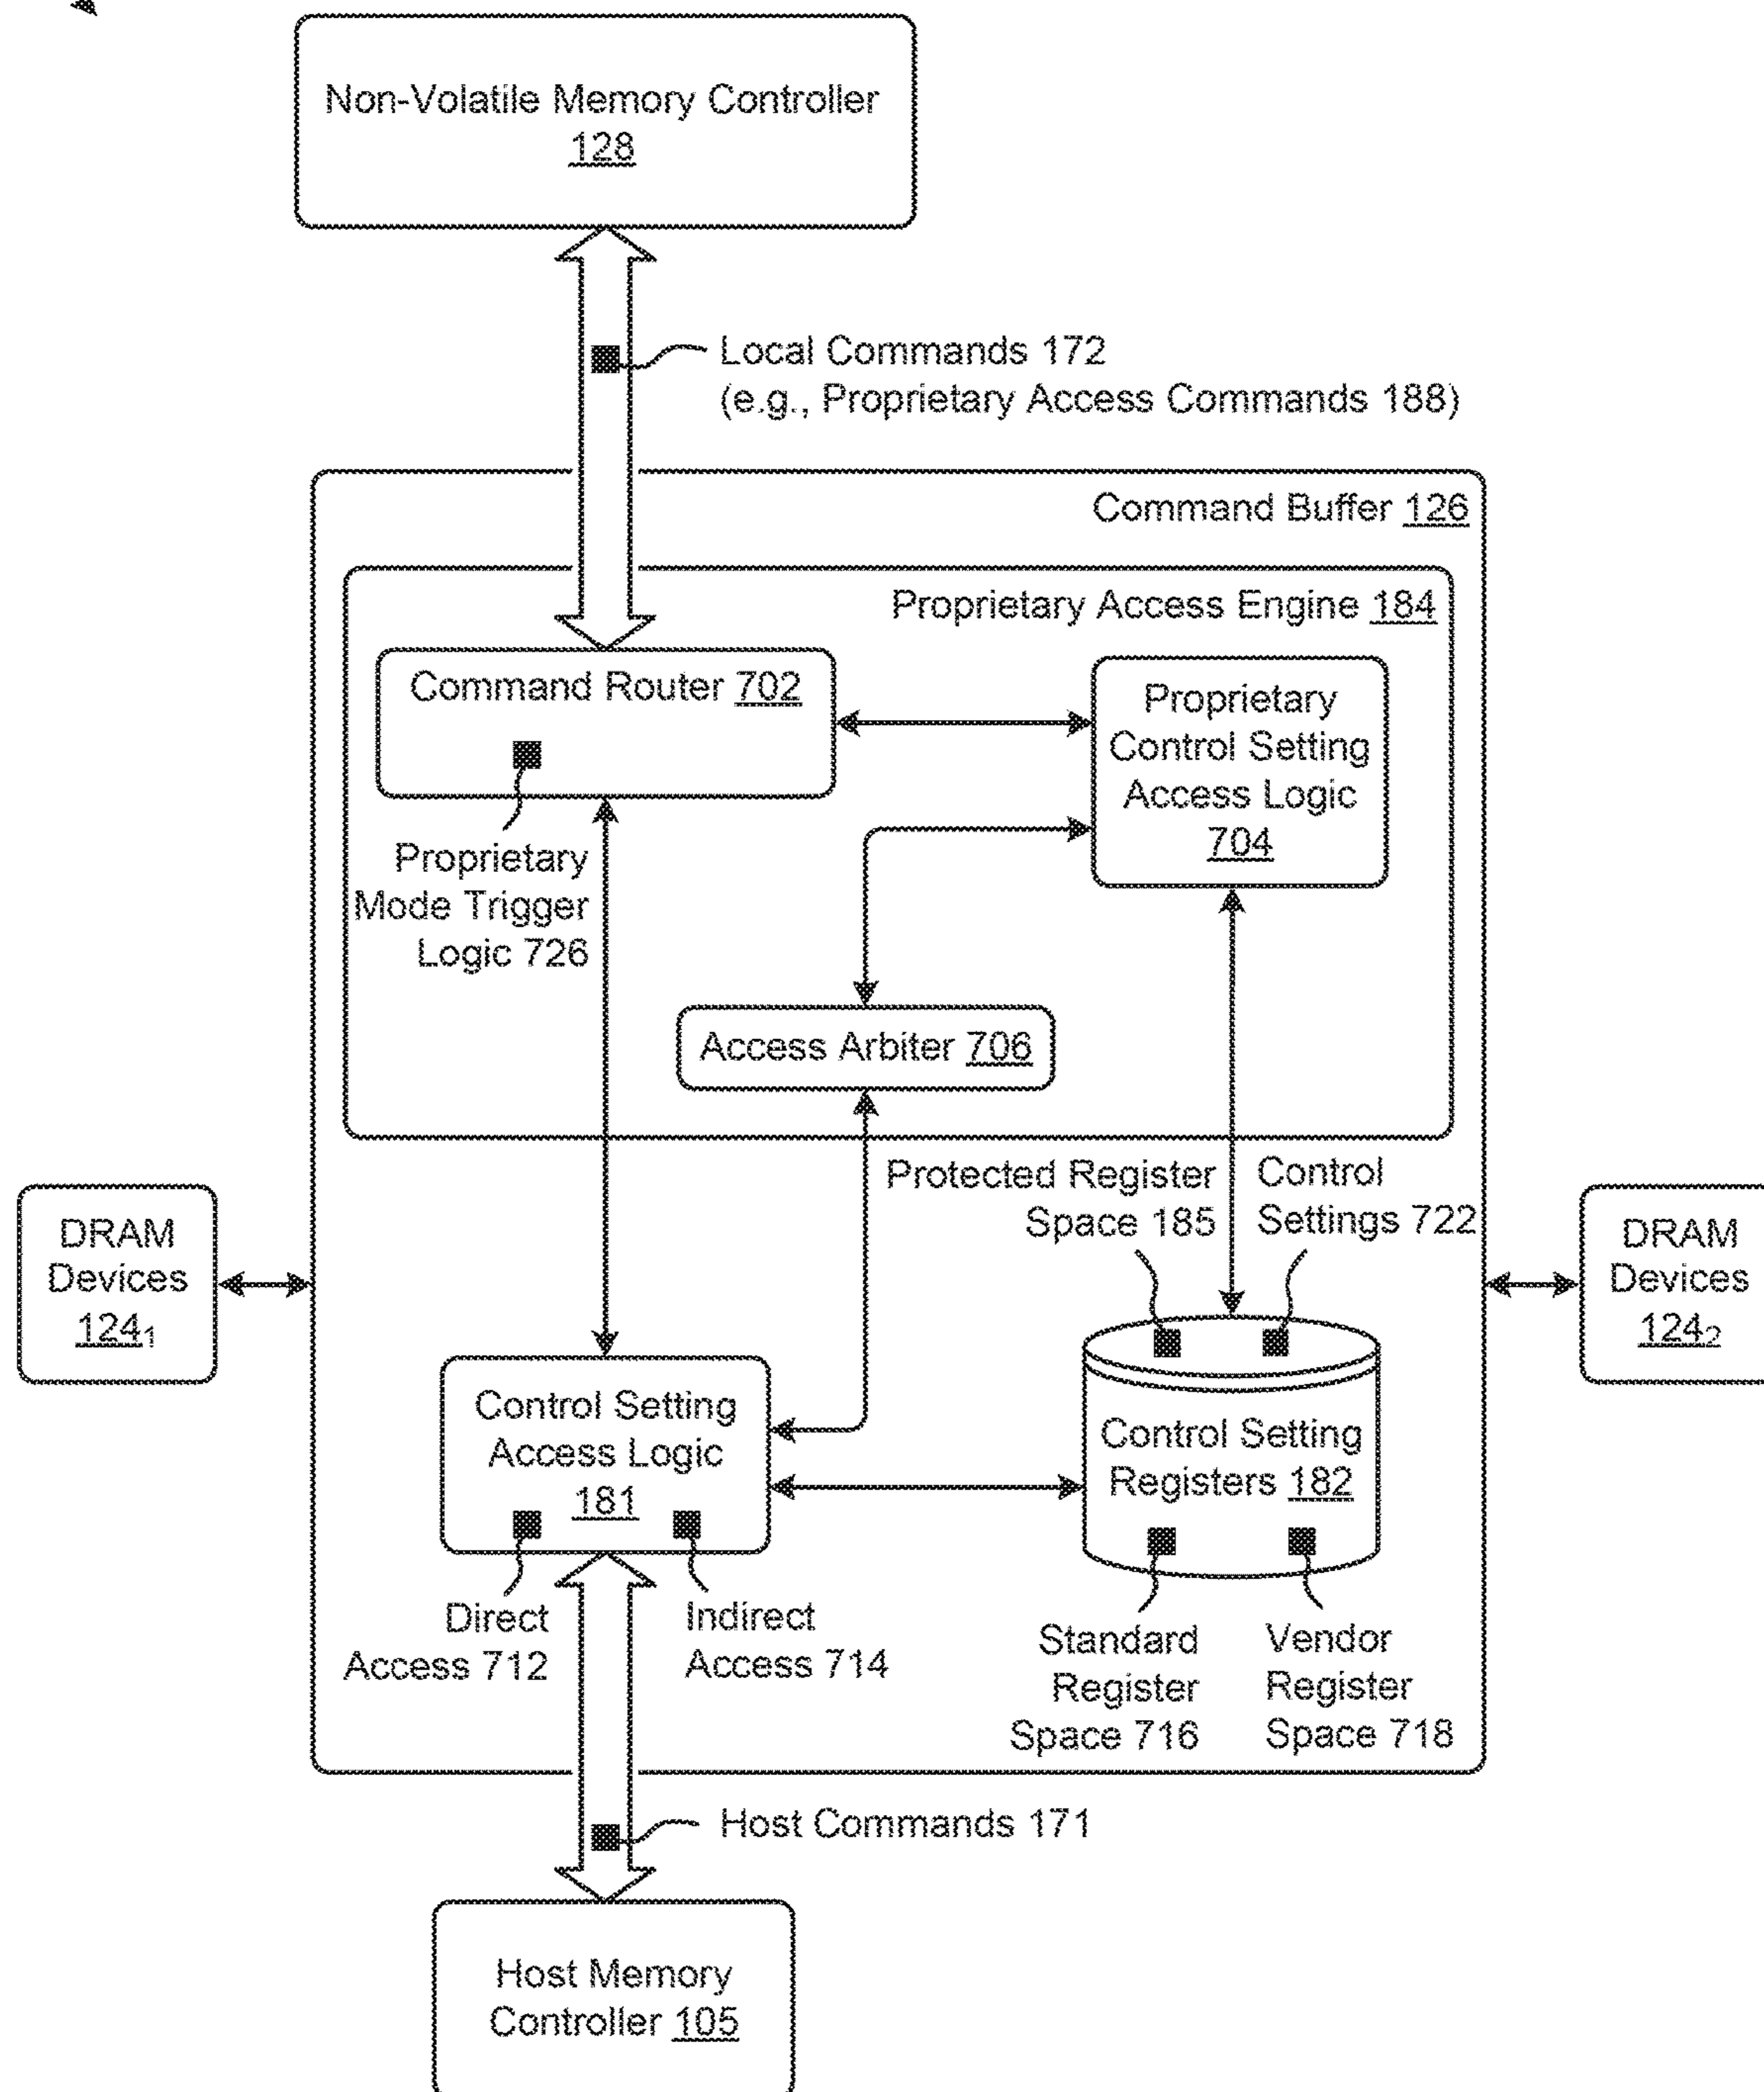 Non-Volatile Memory Controller
128
Local Commands 172
(e.g., Proprietary Access Commands 188)
Command Buffer 126
Proprietary Access Engine 184
Command Router 702
Proprietary
Control Setting
Access Logic
704
Proprietary
Mode Trigger
Logic 726
Access Arbiter 706
Protected Register
Space 185
Control
Settings 722
DRAM
Devices
124₁
DRAM
Devices
124₂
Control Setting
Access Logic
181
Control Setting
Registers 182
Direct
Access 712
Indirect
Access 714
Standard
Register
Space 716
Vendor
Register
Space 718
Host Commands 171
Host Memory
Controller 105